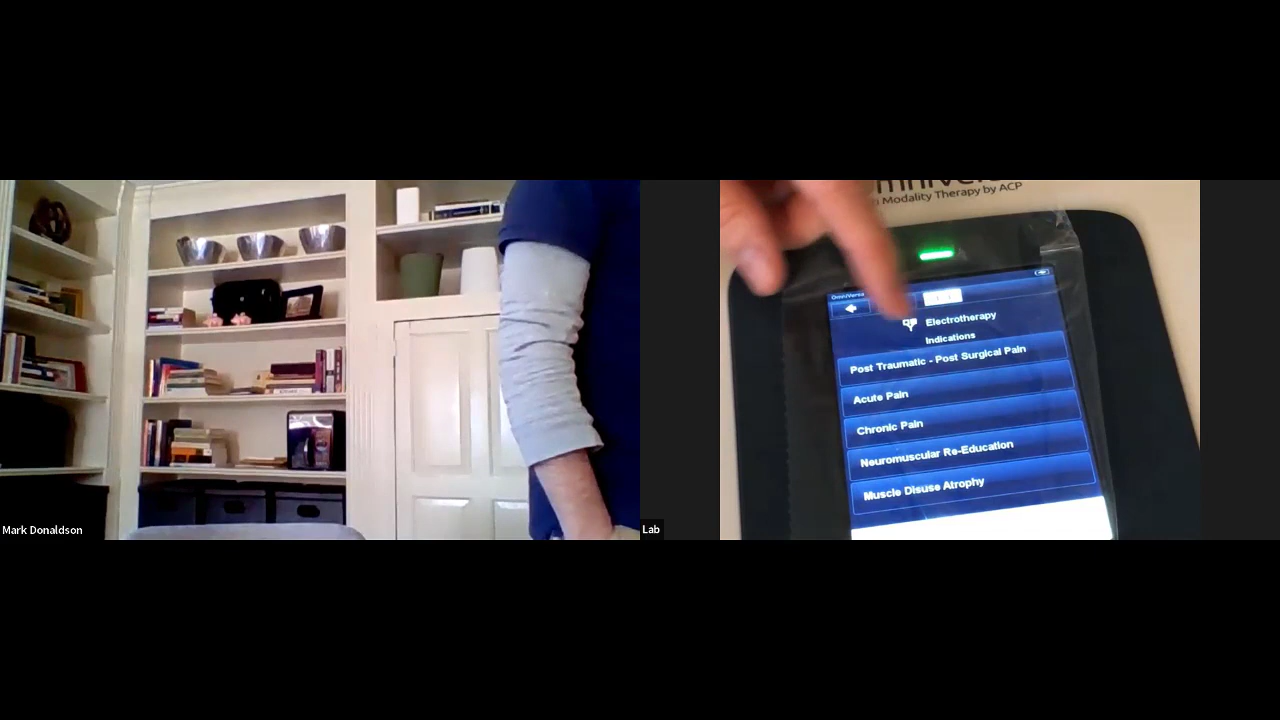 Mark Donaldson
Lab
Modality Therapy by ACP
OmniVersa
Electrotherapy
Indications
Post Traumatic - Post Surgical Pain
Acute Pain
Chronic Pain
Neuromuscular Re-Education
Muscle Disuse Atrophy